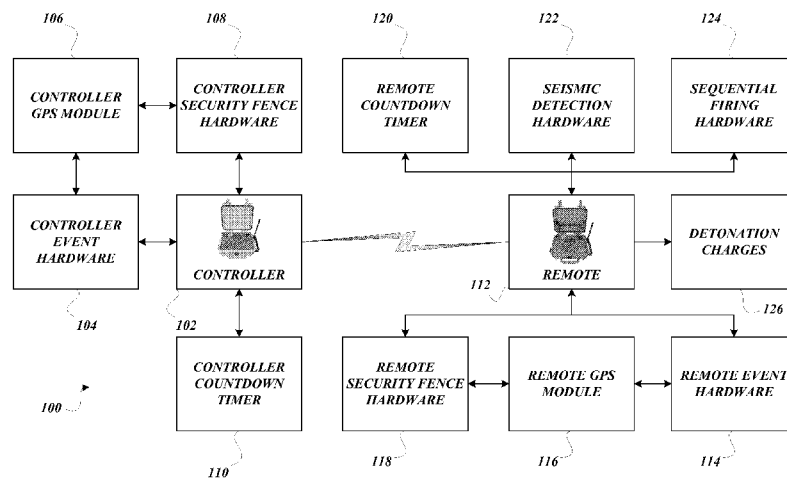 106
108
120
122
124
CONTROLLER
GPS MODULE
CONTROLLER
SECURITY FENCE
HARDWARE
REMOTE
COUNTDOWN
TIMER
SEISMIC
DETECTION
HARDWARE
SEQUENTIAL
FIRING
HARDWARE
CONTROLLER
EVENT
HARDWARE
CONTROLLER
REMOTE
DETONATION
CHARGES
104
102
112
126
CONTROLLER
COUNTDOWN
TIMER
REMOTE
SECURITY FENCE
HARDWARE
REMOTE GPS
MODULE
REMOTE EVENT
HARDWARE
100
110
118
116
114